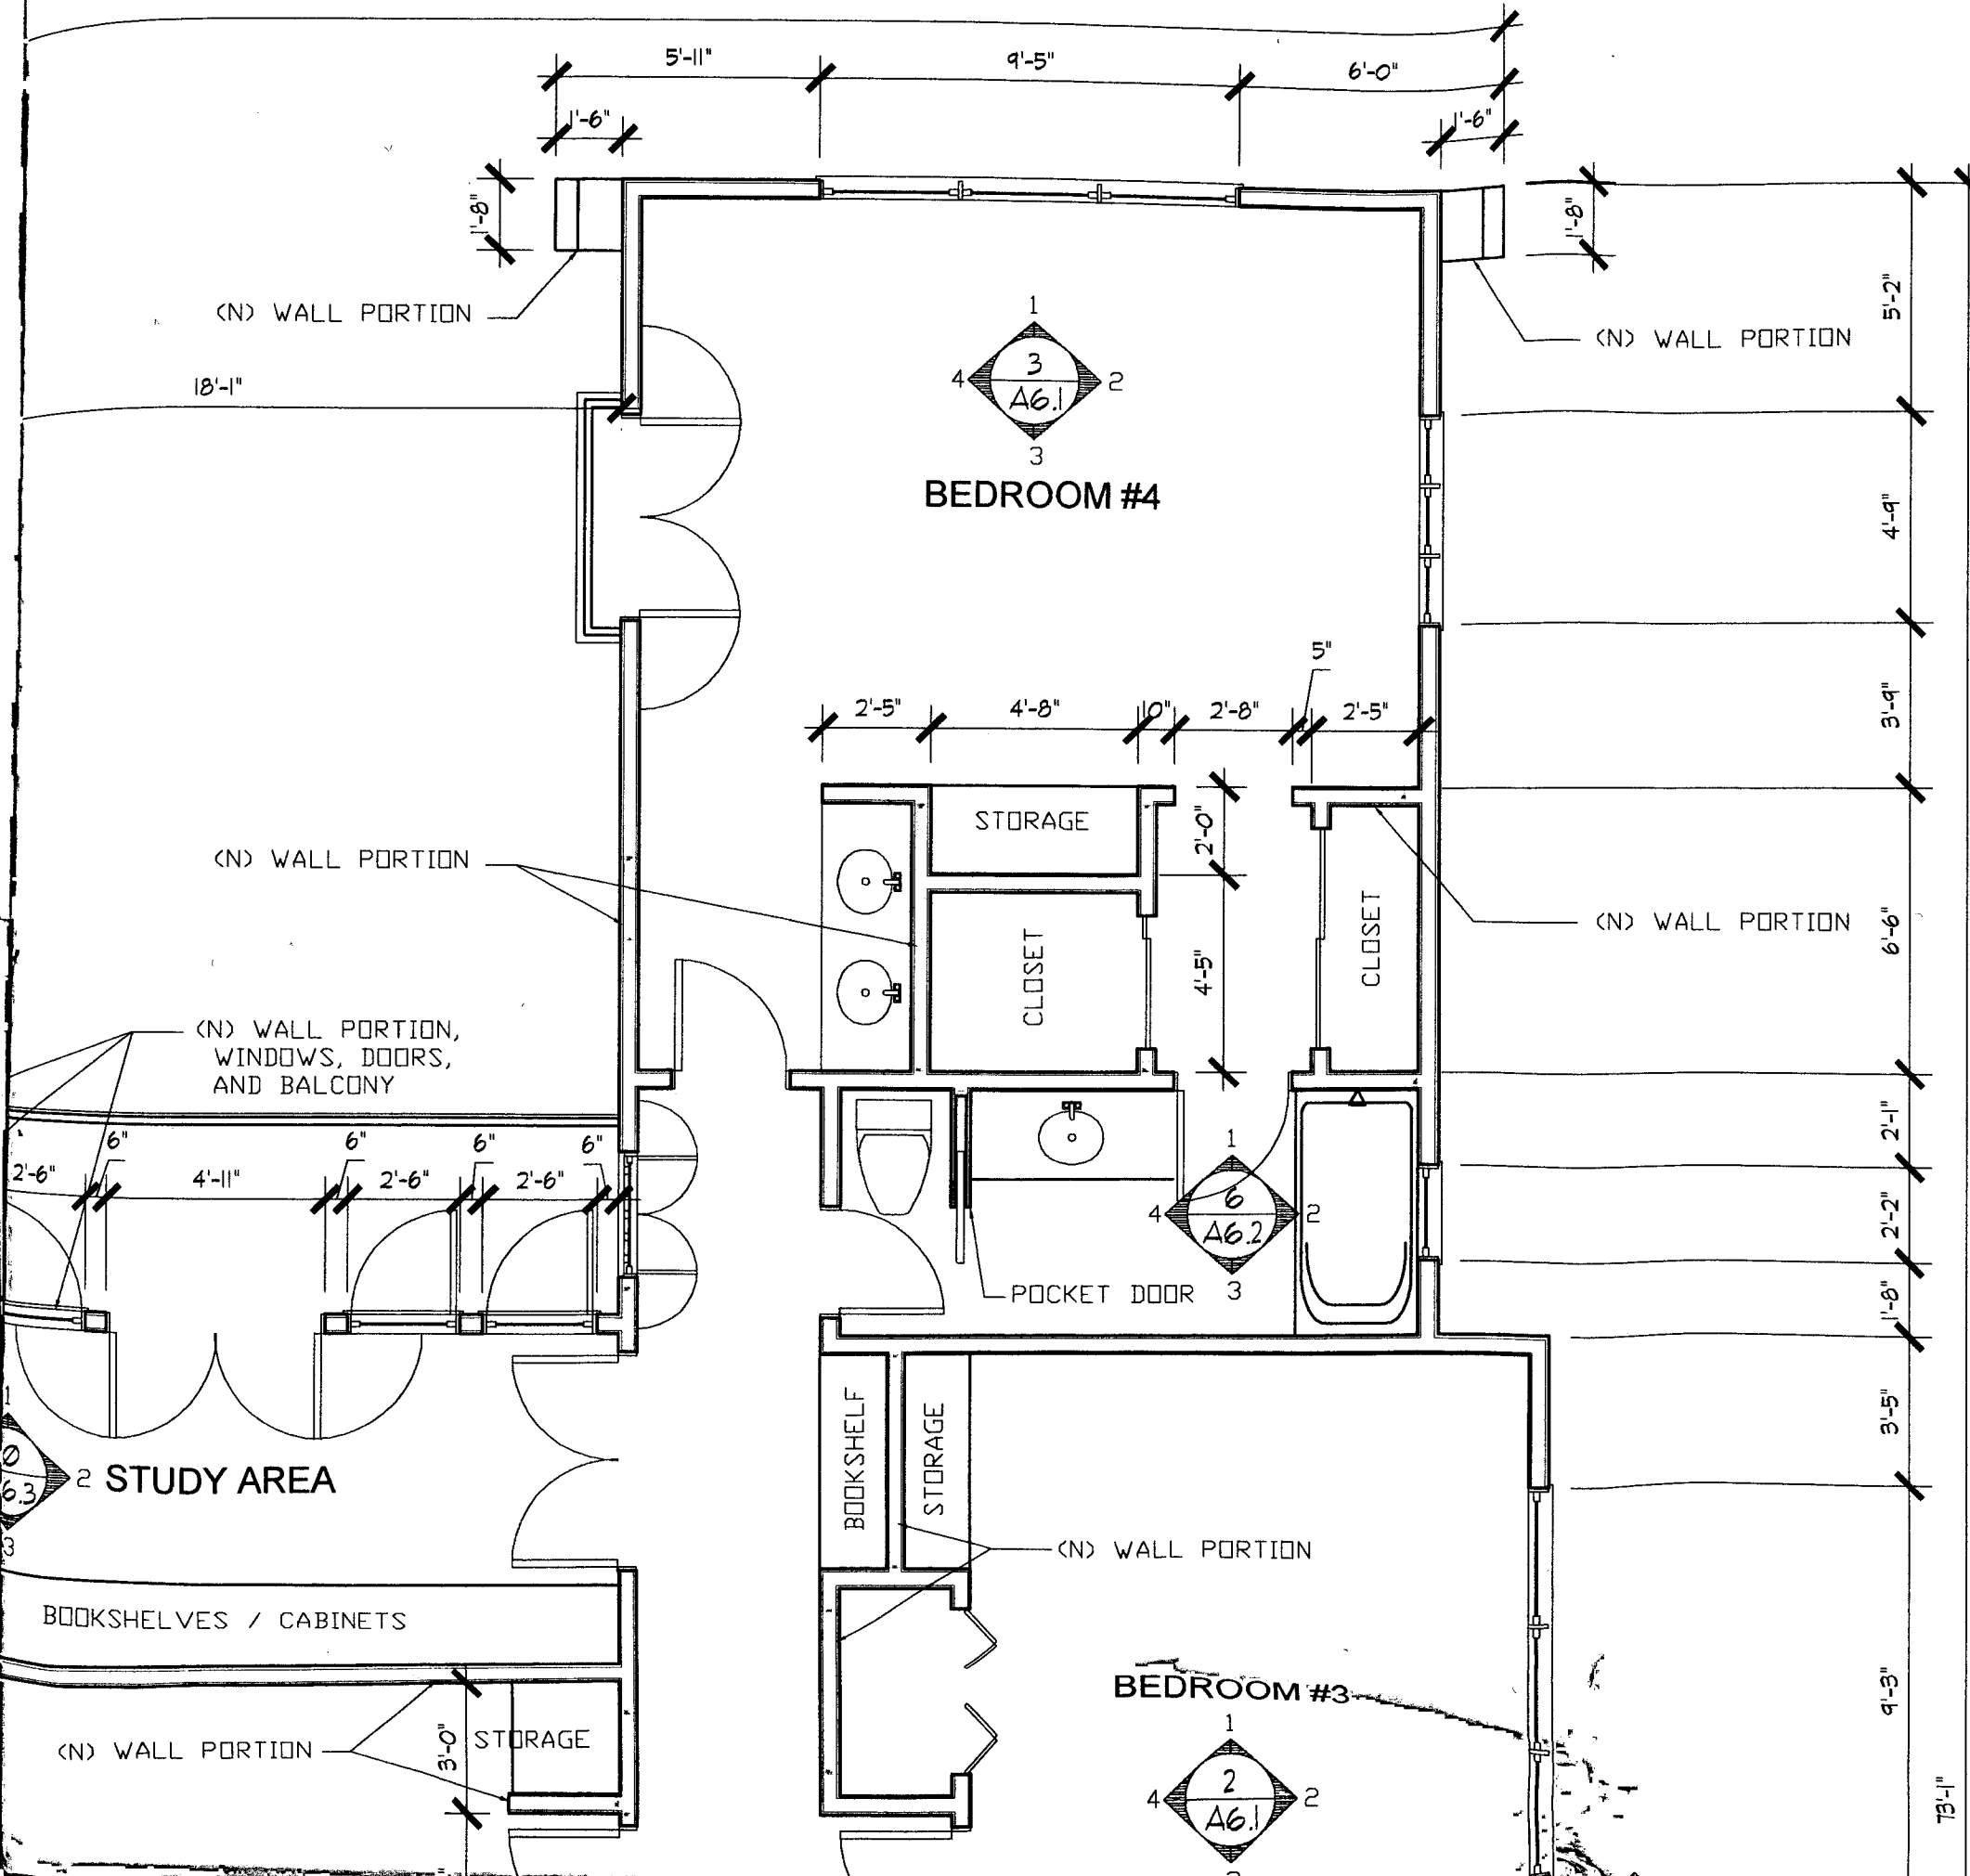 5'-11"
9'-5"
6'-0"
1'-6"
1'-6"
1'-8"
1'-8"
(N) WALL PORTION
(N) WALL PORTION
5'-2"
18'-1"
1
4
3
A6.1
2
3
BEDROOM #4
4'-9"
5"
2'-5"
4'-8"
10"
2'-8"
2'-5"
3'-9"
STORAGE
2'-0"
(N) WALL PORTION
CLOSET
4'-5"
CLOSET
(N) WALL PORTION
6'-6"
(N) WALL PORTION,
WINDOWS, DOORS,
AND BALCONY
2'-1"
6"
6"
6"
6"
2'-6"
4'-11"
2'-6"
2'-6"
1
4
6
A6.2
2
3
2'-2"
POCKET DOOR
1'-8"
1
2
6.3
3
STUDY AREA
BOOKSHELF
STORAGE
3'-5"
(N) WALL PORTION
BOOKSHELVES / CABINETS
BEDROOM #3
9'-3"
(N) WALL PORTION
3'-0"
STORAGE
1
4
2
A6.1
2
73'-1"